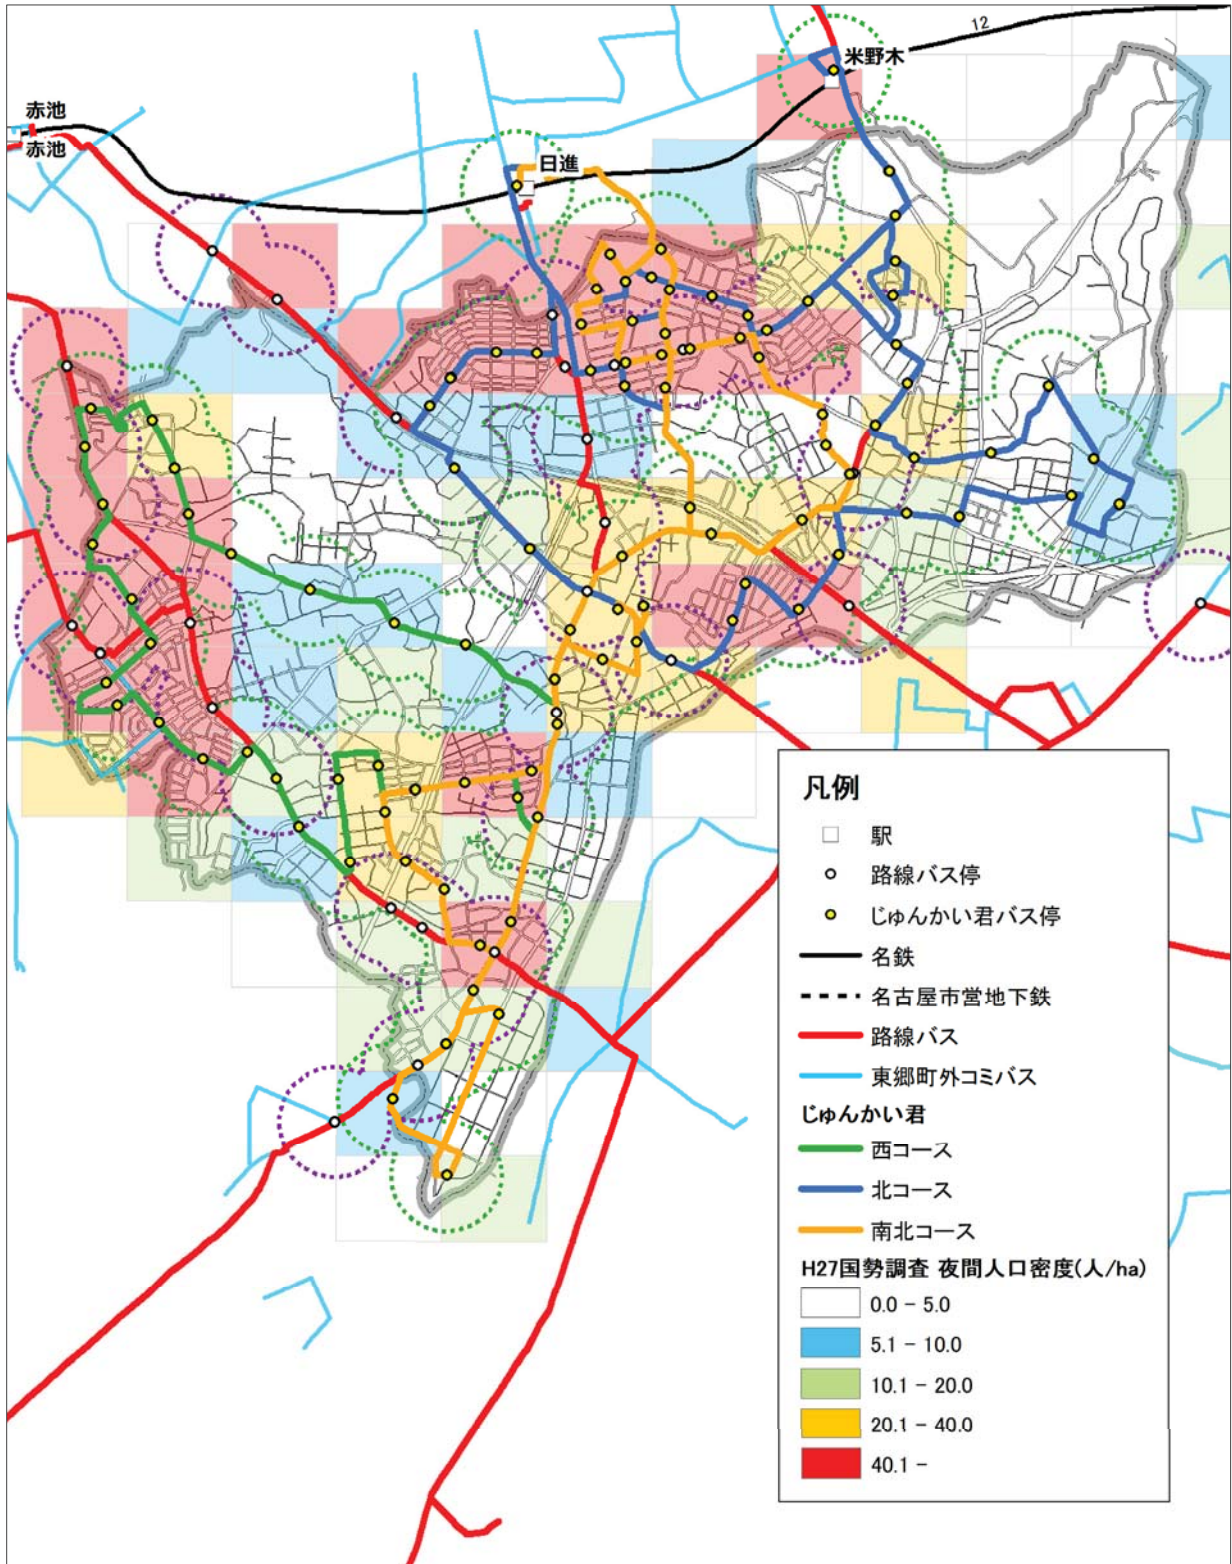 12
米野木
赤池
赤池
日進
凡例
駅
路線バス停
じゅんかい君バス停
名鉄
名古屋市営地下鉄
路線バス
東郷町外コミバス
じゅんかい君
西コース
北コース
南北コース
H27国勢調査 夜間人口密度(人/ha)
0.0 - 5.0
5.1 - 10.0
10.1 - 20.0
20.1 - 40.0
40.1 -